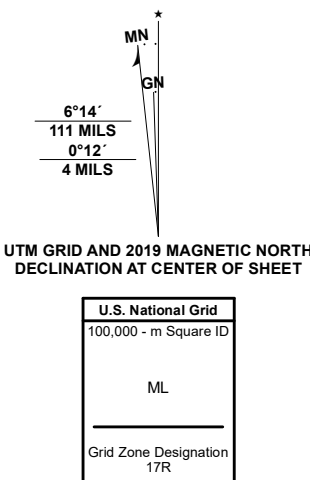 ★
MN
GN
6°14´
111 MILS
0°12´
4 MILS
UTM GRID AND 2019 MAGNETIC NORTH
DECLINATION AT CENTER OF SHEET
U.S. National Grid
100,000 - m Square ID
ML
Grid Zone Designation
17R